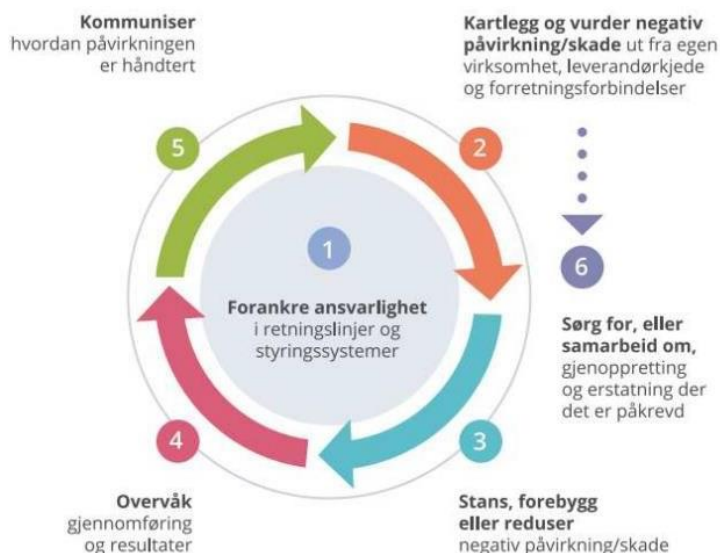 Kommuniser
hvordan påvirkningen
er håndtert
Kartlegg og vurder negativ
påvirkning/skade ut fra egen
virksomhet, leverandørkjede
og forretningsforbindelser
5
2
1
Forankre ansvarlighet
i retningslinjer og
styringssystemer
6
Sørg for, eller
samarbeid om,
gjenoppretting
og erstatning der
det er påkrevd
4
3
Overvåk
gjennomføring
og resultater
Stans, forebygg
eller reduser
negativ påvirkning/skade